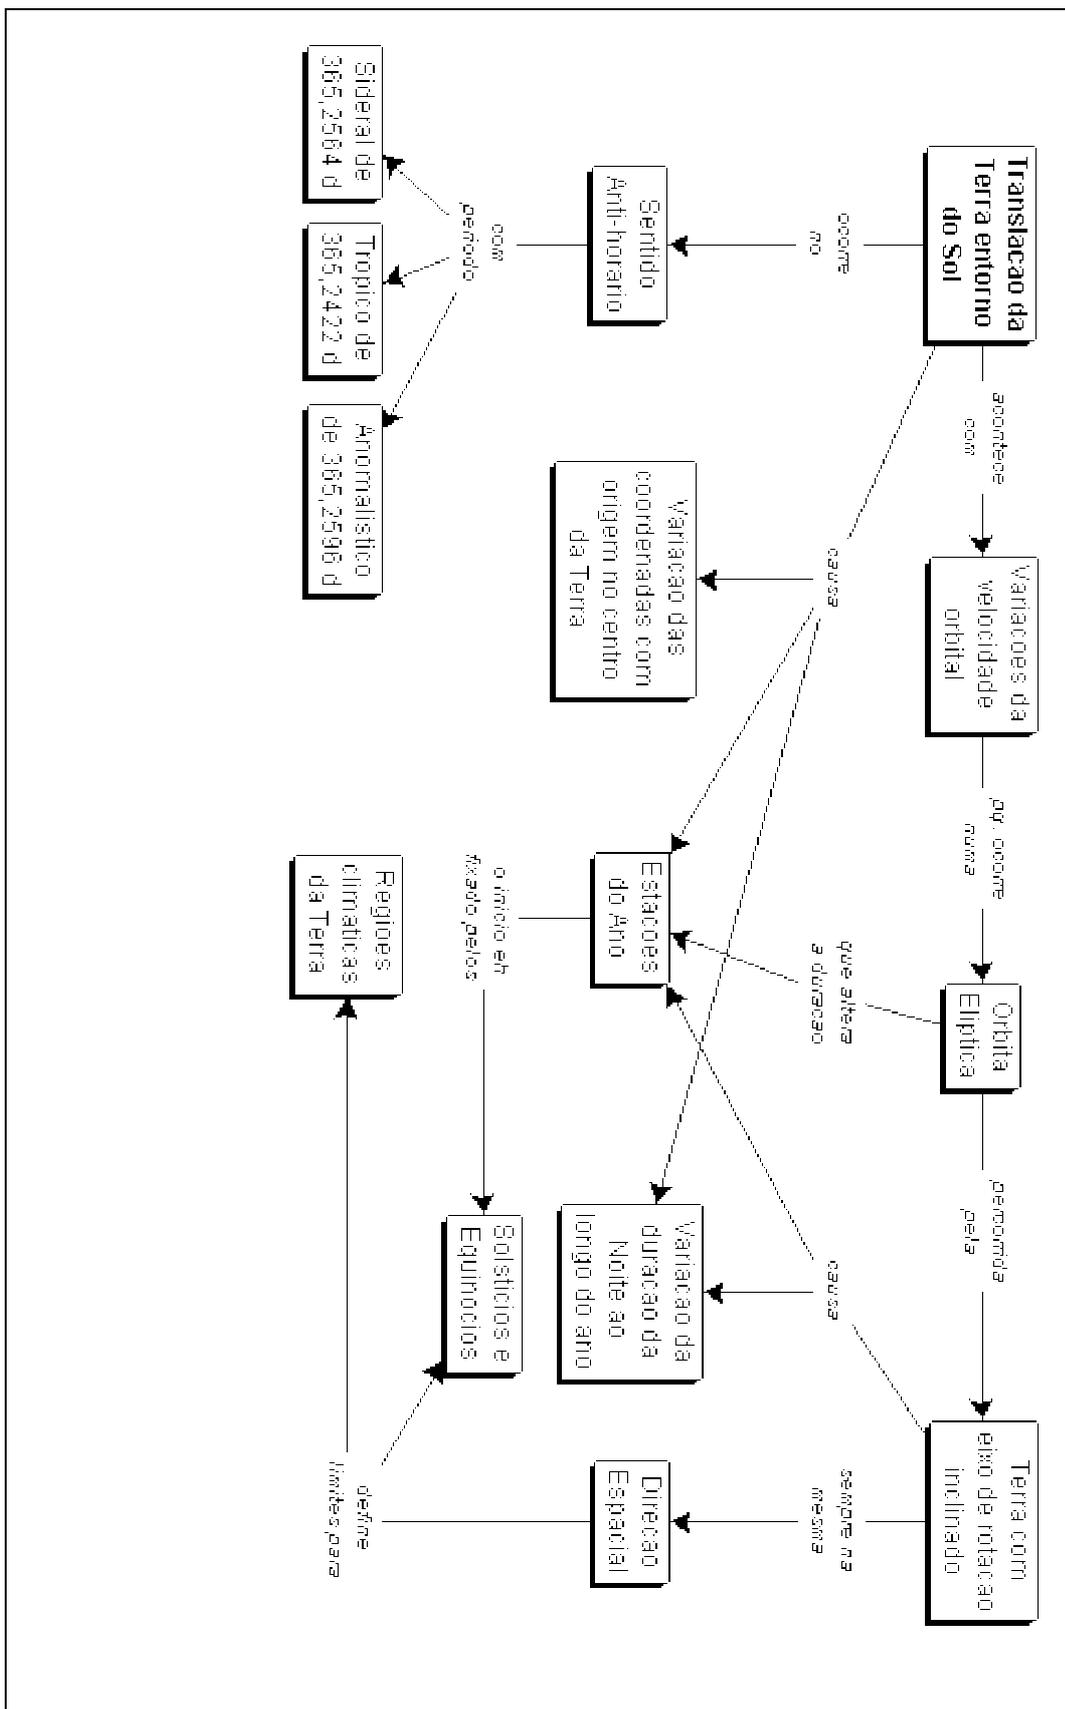 Translacao da
Terra entorno
do Sol
acontece
com
Variacoes da
velocidade
orbital
pq. ocorre
numa
Orbita
Eliptica
percorrida
pela
Terra com
eixo de rotacao
inclinado
ocorre
no
causa
que altera
a duracao
causa
sempre na
mesma
Sentido
Anti-horario
Variacao das
coordenadas com
origem no centro
da Terra
Estacoes
do Ano
Variacao da
duracao da
Noite ao
longo do ano
Direcao
Espacial
com
periodo
o inicio eh
fixado pelos
Solsticios e
Equinocios
define
limites para
Sideral de
365,2564 d
Tropico de
365,2422 d
Anomalistico
de 365,2596 d
Regioes
climaticas
da Terra